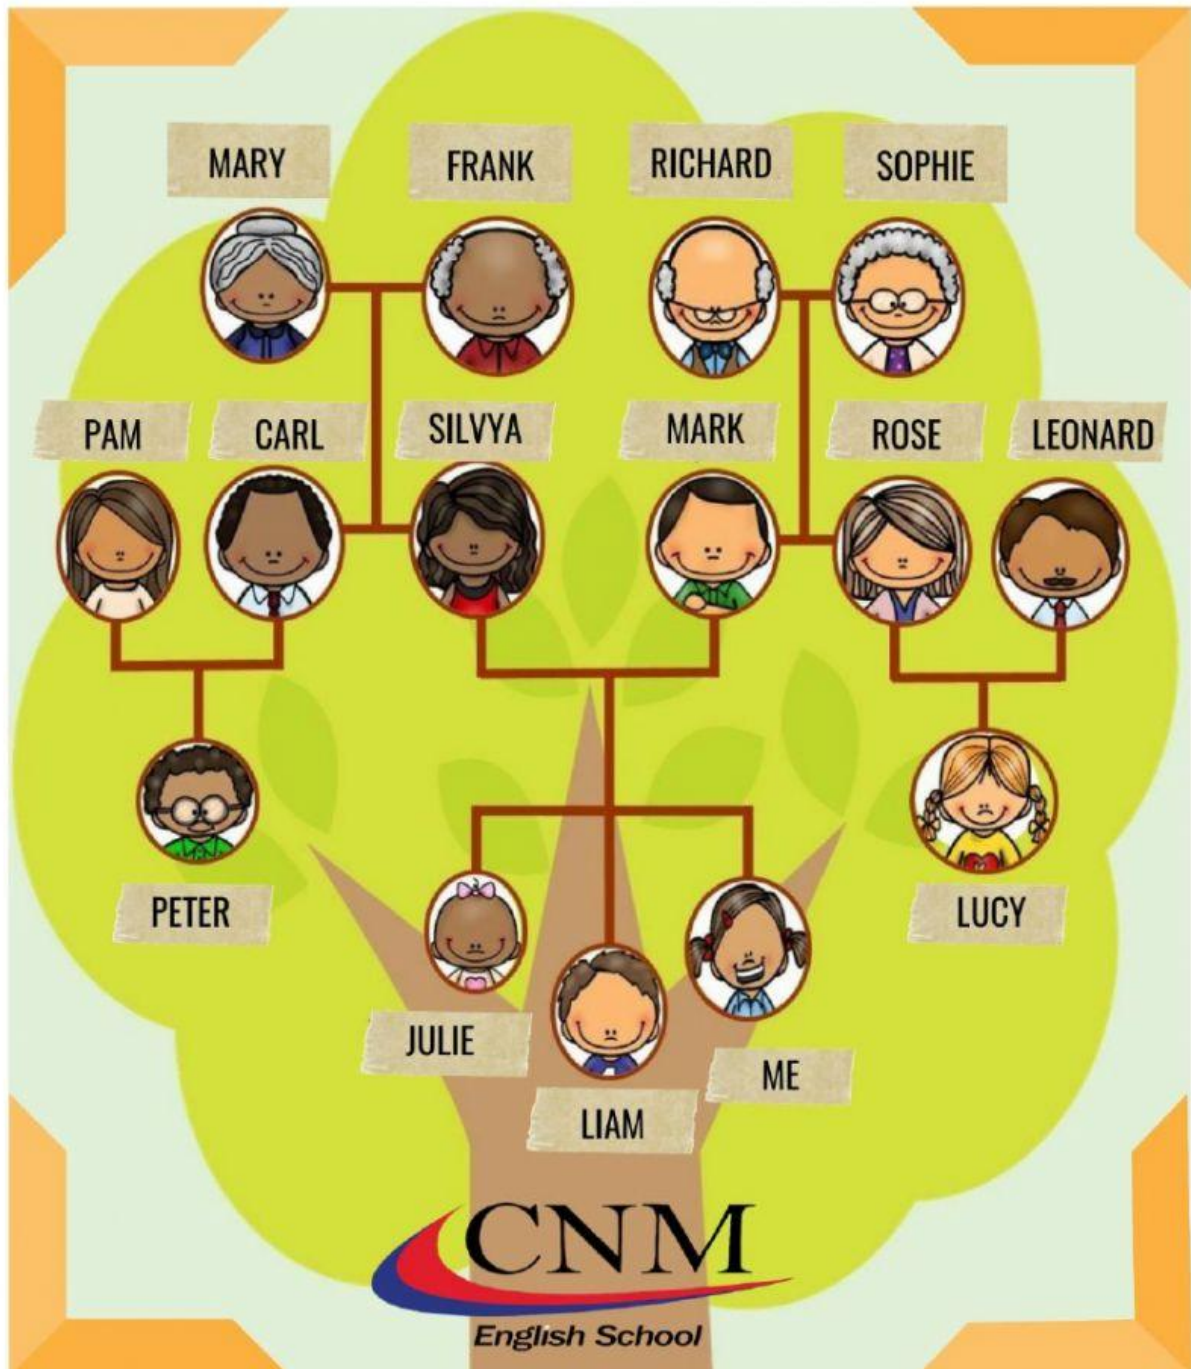 MARY
FRANK
RICHARD
SOPHIE
PAM
CARL
SILVYA
MARK
ROSE
LEONARD
PETER
LUCY
JULIE
LIAM
ME
CNM
English School